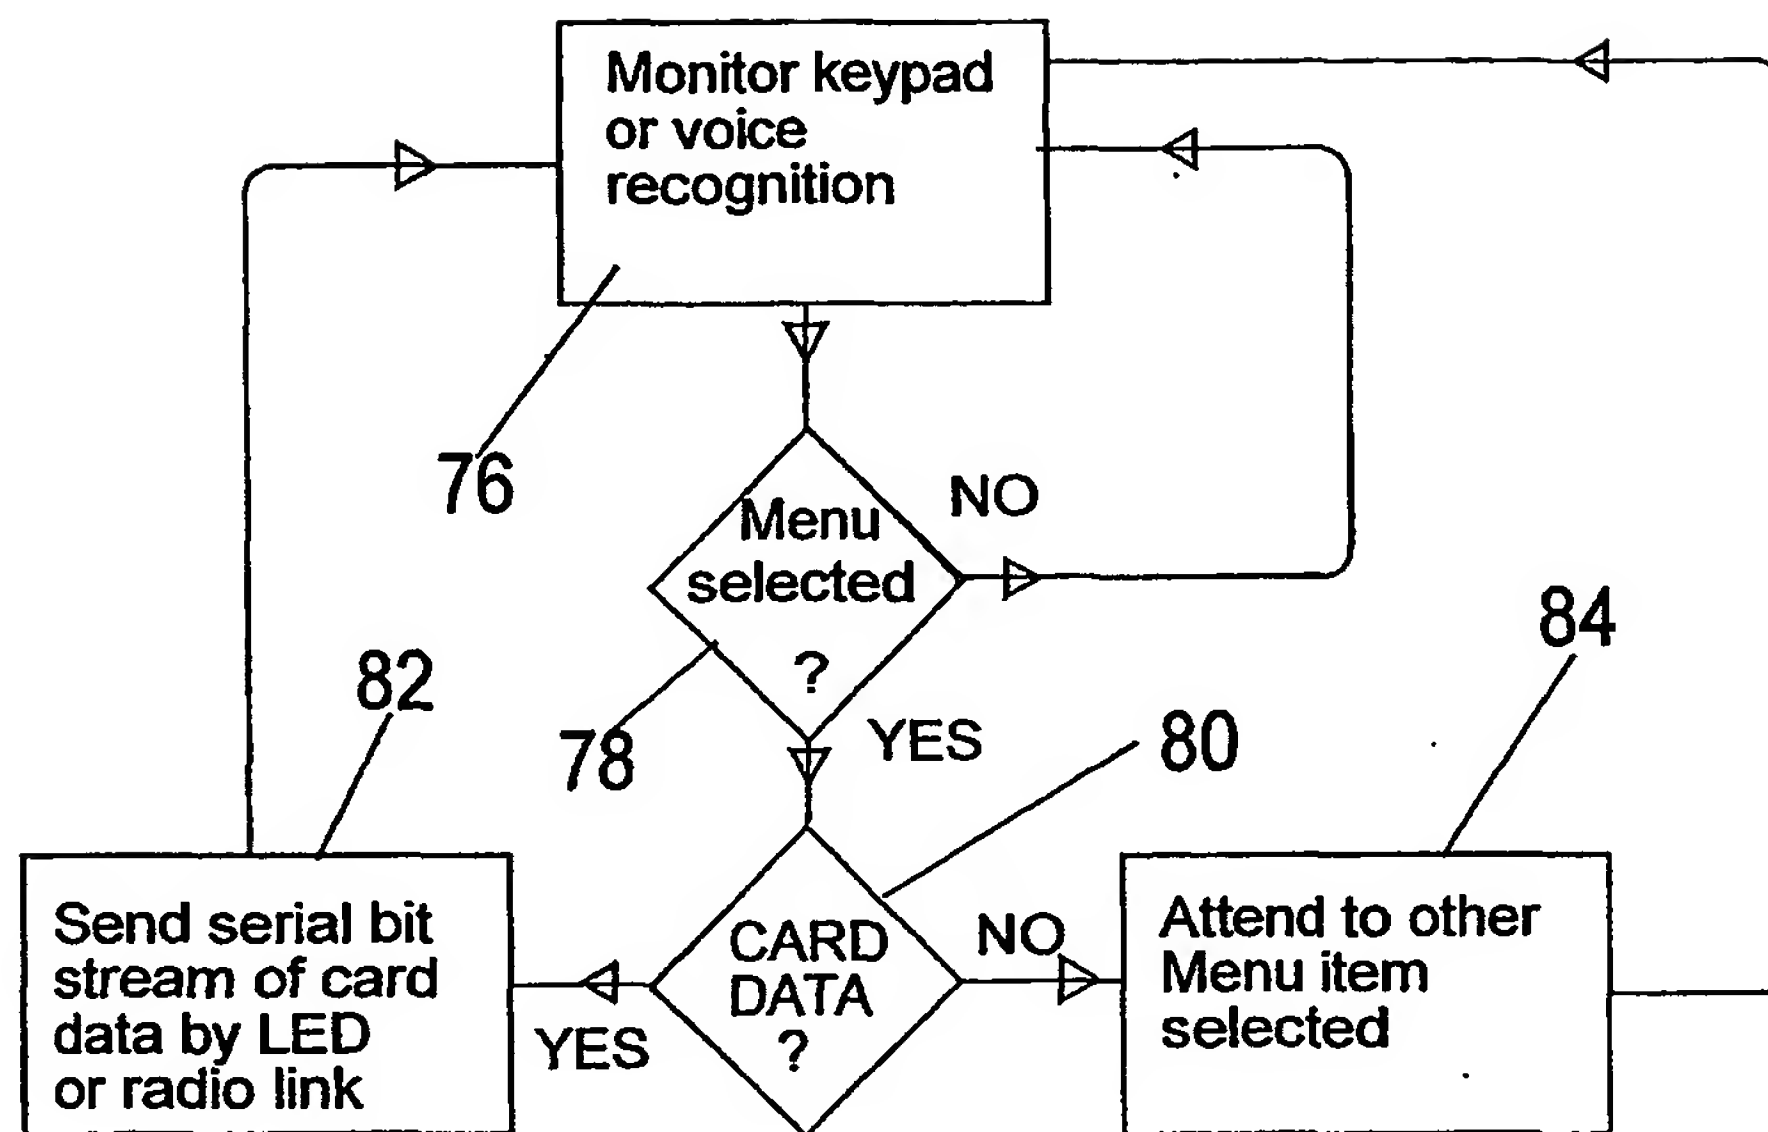 Monitor keypad
or voice
recognition
76
Menu
selected
?
NO
78
YES
82
84
80
Send serial bit
stream of card
data by LED
or radio link
YES
CARD
DATA
?
NO
Attend to other
Menu item
selected